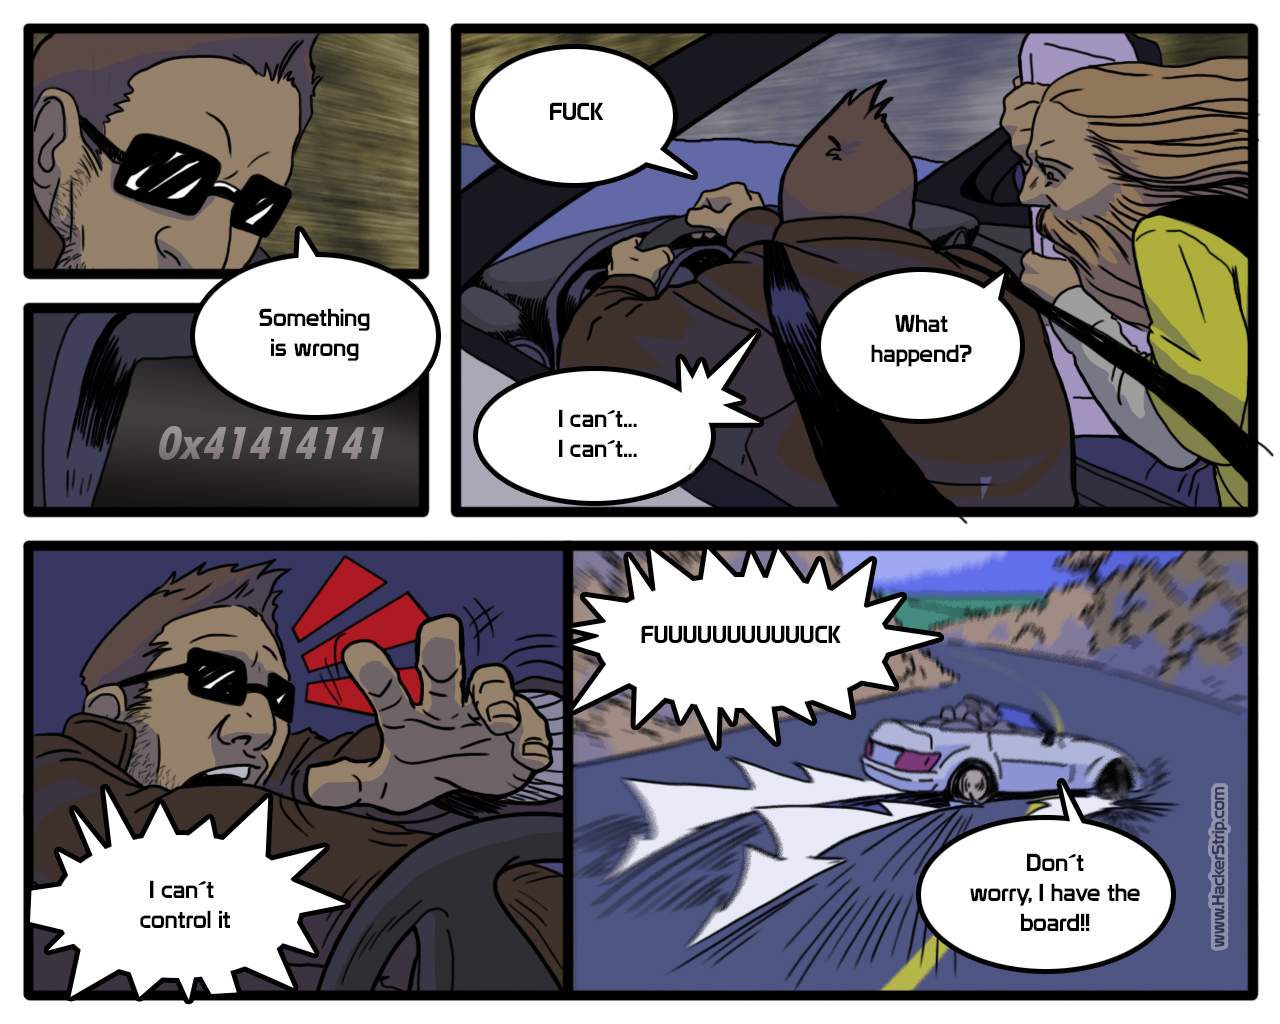 Something
is wrong
0x41414141
FUCK
What
happend?
I can´t...
I can´t...
I can´t
control it
FUUUUUUUUUUUCK
Don´t
worry, I have the
board!!
www.HackerStrip.com